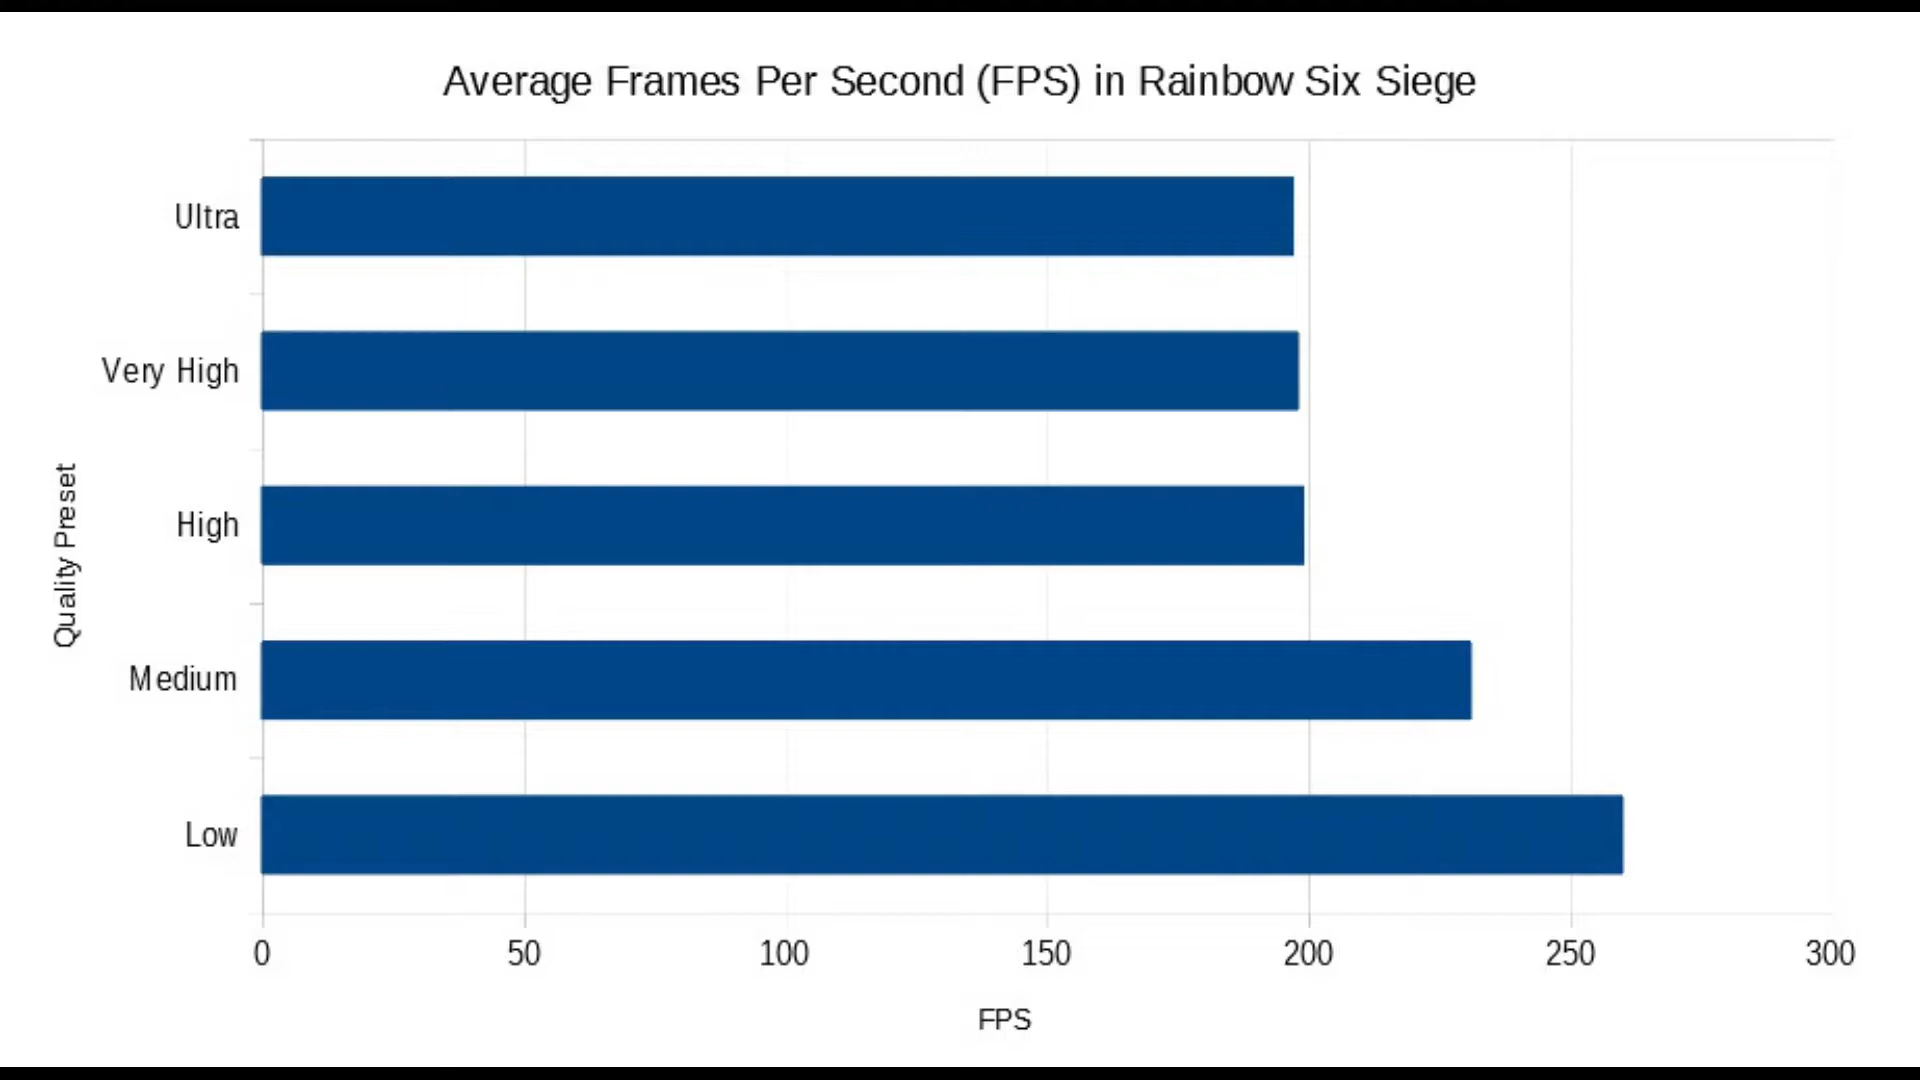 Average Frames Per Second (FPS) in Rainbow Six Siege
Ultra
Very High
High
Medium
Low
Quality Preset
0 50 100 150 200 250 300
FPS